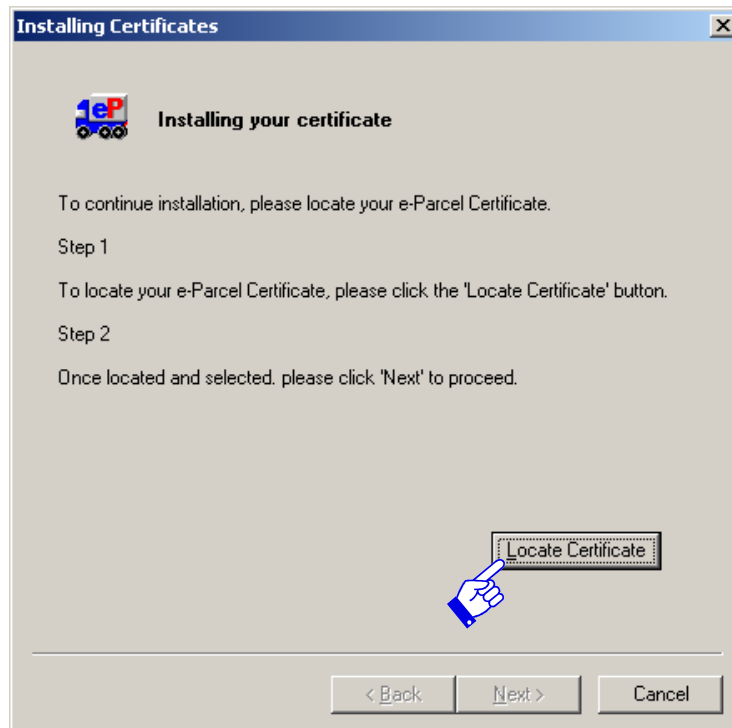 Installing Certificates
1eP
Installing your certificate
To continue installation, please locate your e-Parcel Certificate.
Step 1
To locate your e-Parcel Certificate, please click the 'Locate Certificate' button.
Step 2
Once located and selected. please click 'Next' to proceed.
Locate Certificate
< Back
Next >
Cancel